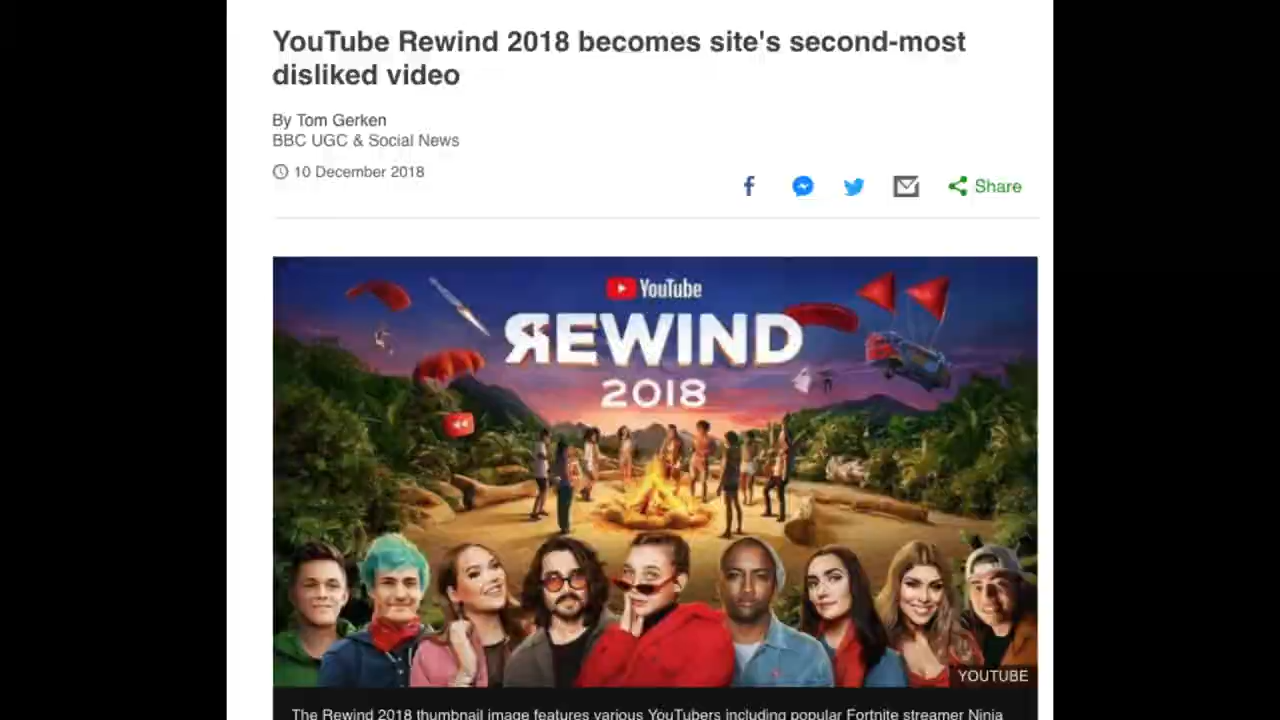 YouTube Rewind 2018 becomes site's second-most
disliked video
By Tom Gerken
BBC UGC & Social News
10 December 2018
Share
YouTube
REWIND
2018
YOUTUBE
The Rewind 2018 thumbnail image features various YouTubers including popular Fortnite streamer Ninja